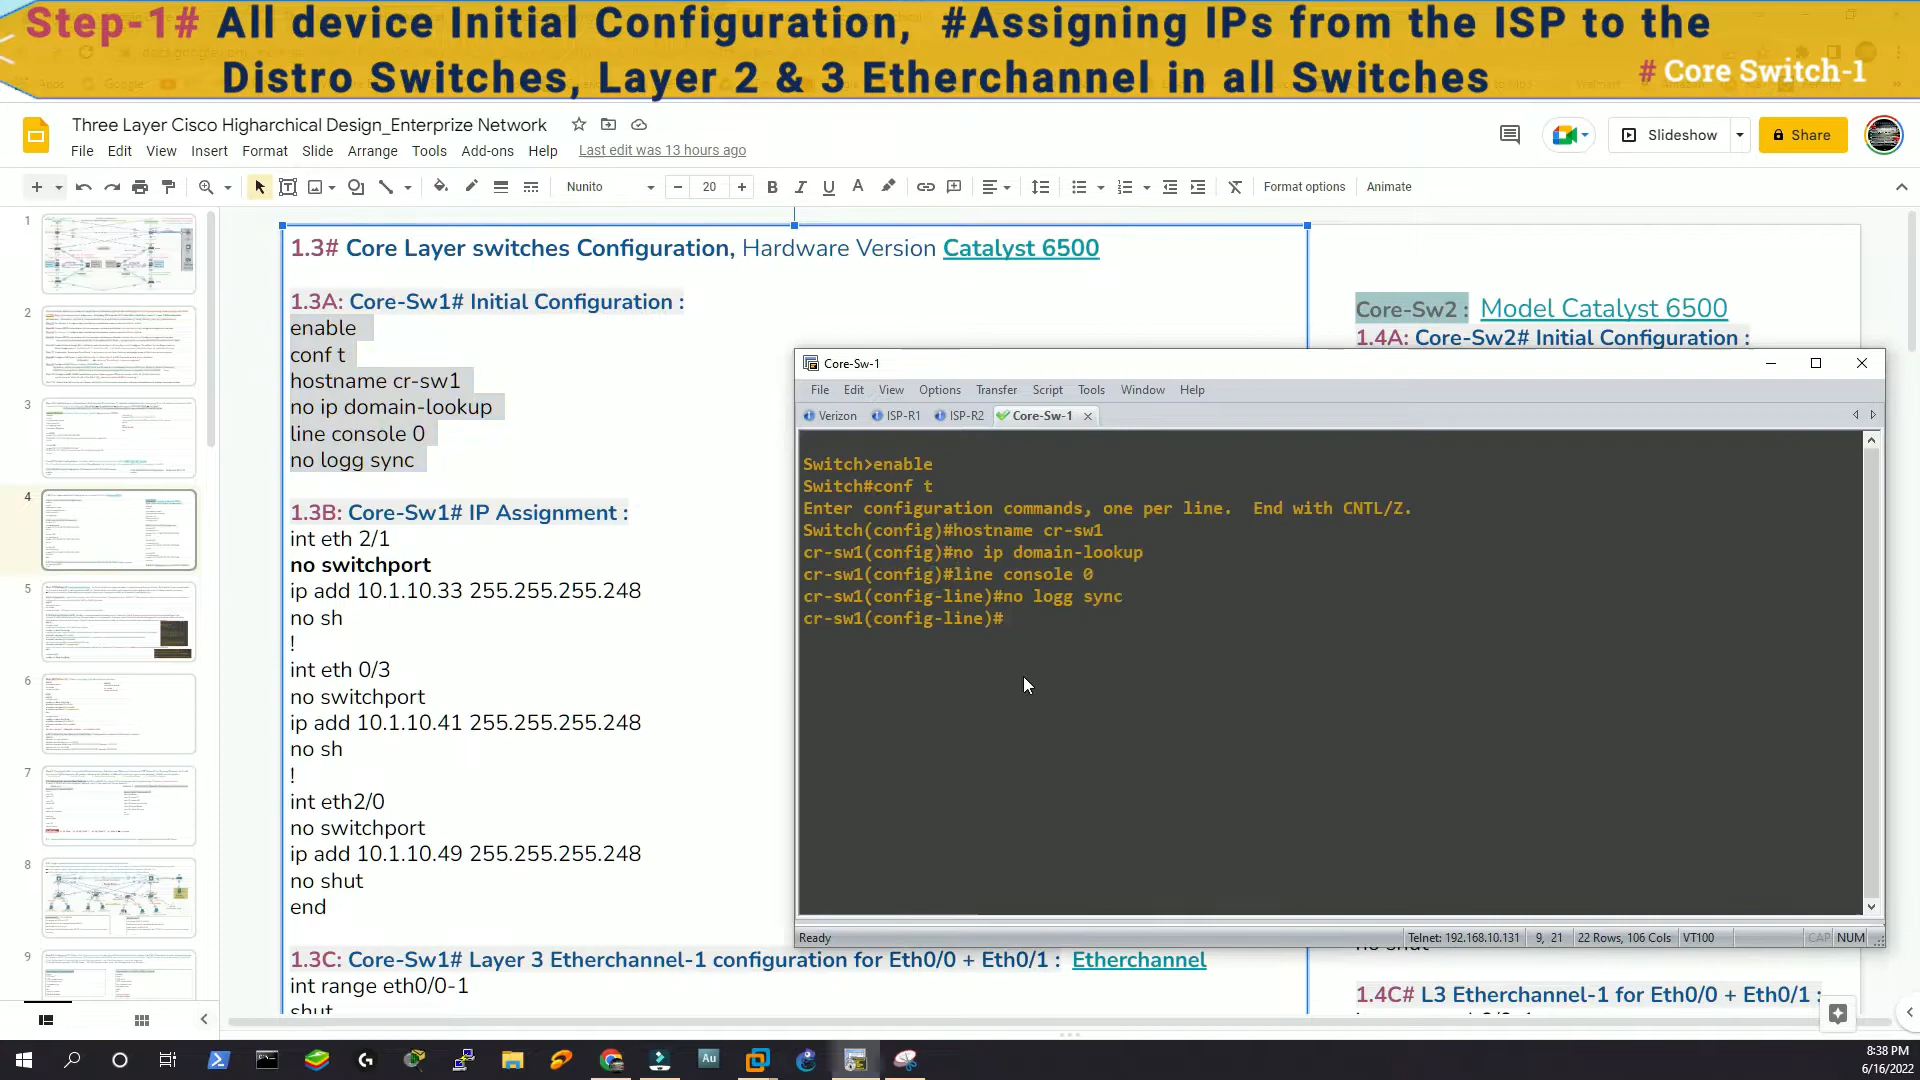 Step-1# All device Initial Configuration, #Assigning IPs from the ISP to the
Distro Switches, Layer 2 & 3 Etherchannel in all Switches
# Core Switch-1
Three Layer Cisco Higharchical Design_Enterprize Network
File Edit View Insert Format Slide Arrange Tools Add-ons Help Last edit was 13 hours ago
Slideshow
Share
Nunito
20
Format options
Animate
1
2
3
4
5
6
7
8
9
1.3# Core Layer switches Configuration, Hardware Version Catalyst 6500
1.3A: Core-Sw1# Initial Configuration :
enable
conf t
hostname cr-sw1
no ip domain-lookup
line console 0
no logg sync
1.3B: Core-Sw1# IP Assignment :
int eth 2/1
no switchport
ip add 10.1.10.33 255.255.255.248
no sh
!
int eth 0/3
no switchport
ip add 10.1.10.41 255.255.255.248
no sh
!
int eth2/0
no switchport
ip add 10.1.10.49 255.255.255.248
no shut
end
1.3C: Core-Sw1# Layer 3 Etherchannel-1 configuration for Eth0/0 + Eth0/1 : Etherchannel
int range eth0/0-1
shut
Core-Sw2 : Model Catalyst 6500
1.4A: Core-Sw2# Initial Configuration :
1.4C# L3 Etherchannel-1 for Eth0/0 + Eth0/1 :
Core-Sw-1
File Edit View Options Transfer Script Tools Window Help
Verizon ISP-R1 ISP-R2 Core-Sw-1
Switch>enable
Switch#conf t
Enter configuration commands, one per line. End with CNTL/Z.
Switch(config)#hostname cr-sw1
cr-sw1(config)#no ip domain-lookup
cr-sw1(config)#line console 0
cr-sw1(config-line)#no logg sync
cr-sw1(config-line)#
Ready
Telnet: 192.168.10.131 9, 21 22 Rows, 106 Cols VT100 CAP NUM
Au
8:38 PM
6/16/2022